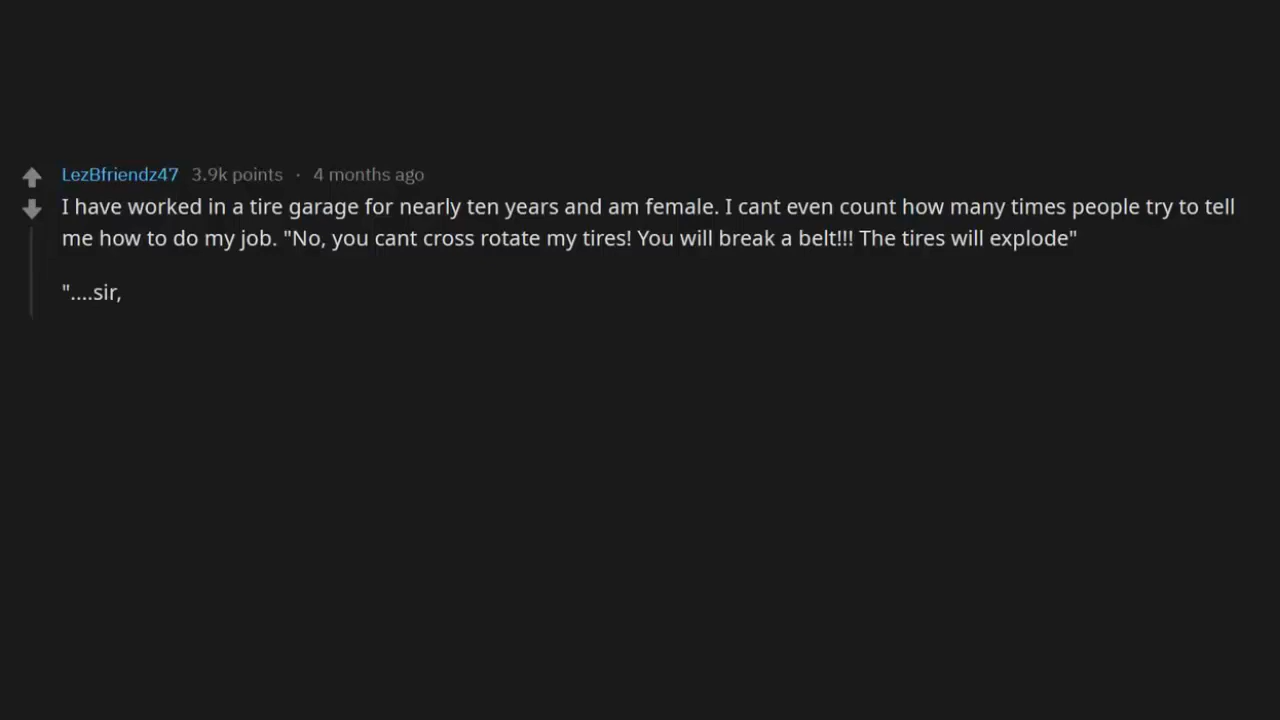 LezBfriendz47 3.9k points · 4 months ago
I have worked in a tire garage for nearly ten years and am female. I cant even count how many times people try to tell
me how to do my job. "No, you cant cross rotate my tires! You will break a belt!!! The tires will explode"
"....sir,